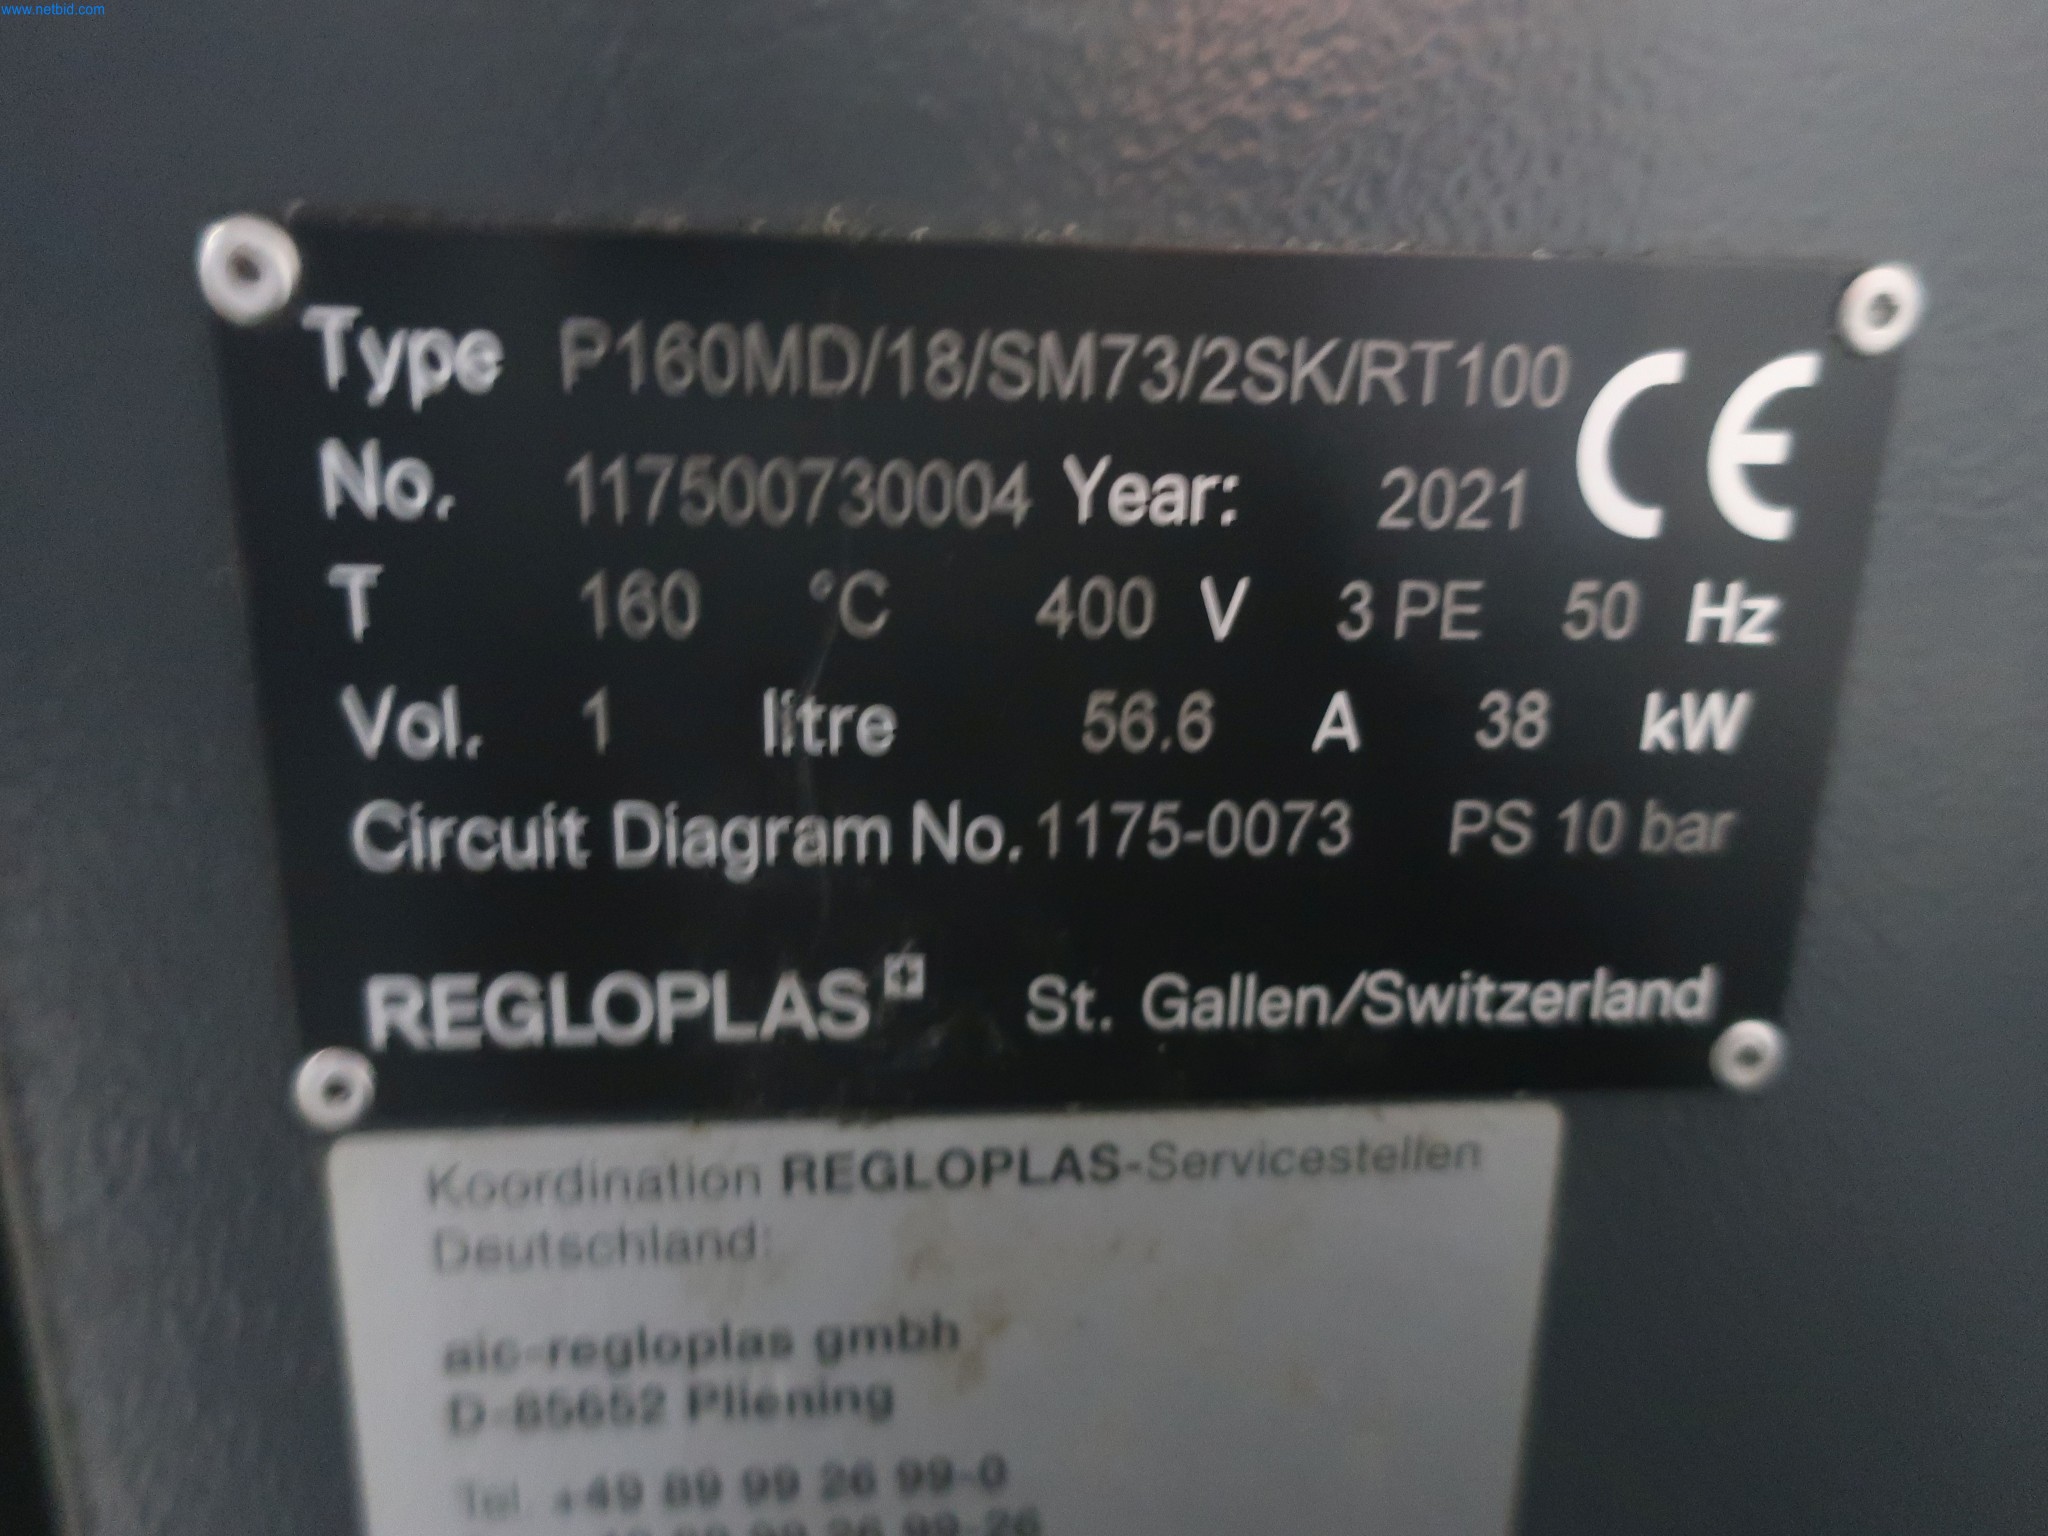 www.netbid.com
Type P160MD/18/SM73/2SK/RT100 CE
No. 117500730004 Year: 2021
T 160 °C 400 V 3 PE 50 Hz
Vol. 1 litre 56.6 A 38 kW
Circuit Diagram No. 1175-0073 PS 10 bar
REGLOPLAS St. Gallen/Switzerland
Koordination REGLOPLAS-Servicestellen
Deutschland:
aic-regloplas gmbh
D-85652 Pliening
Tel. +49 89 99 26 99-0